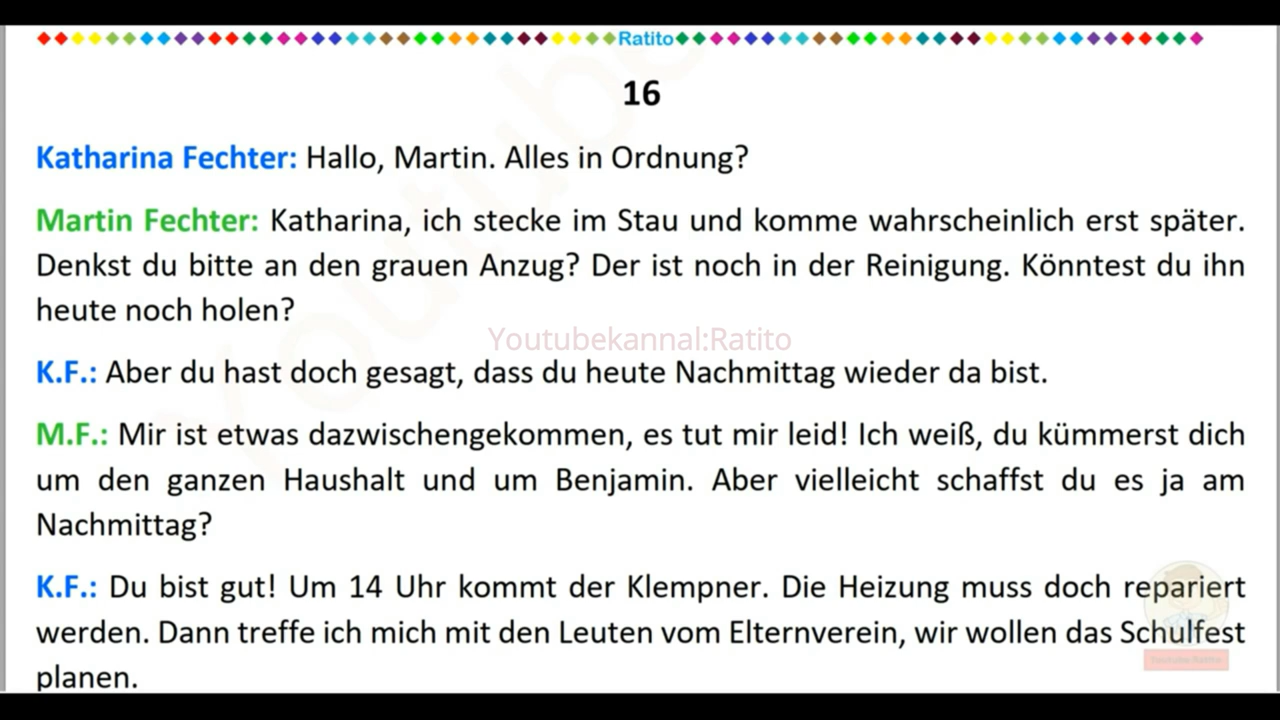 Ratito
16
Katharina Fechter: Hallo, Martin. Alles in Ordnung?
Martin Fechter: Katharina, ich stecke im Stau und komme wahrscheinlich erst später.
Denkst du bitte an den grauen Anzug? Der ist noch in der Reinigung. Könntest du ihn
heute noch holen?
Youtubekannal:Ratito
K.F.: Aber du hast doch gesagt, dass du heute Nachmittag wieder da bist.
M.F.: Mir ist etwas dazwischengekommen, es tut mir leid! Ich weiß, du kümmerst dich
um den ganzen Haushalt und um Benjamin. Aber vielleicht schaffst du es ja am
Nachmittag?
K.F.: Du bist gut! Um 14 Uhr kommt der Klempner. Die Heizung muss doch repariert
werden. Dann treffe ich mich mit den Leuten vom Elternverein, wir wollen das Schulfest
planen.
Youtube